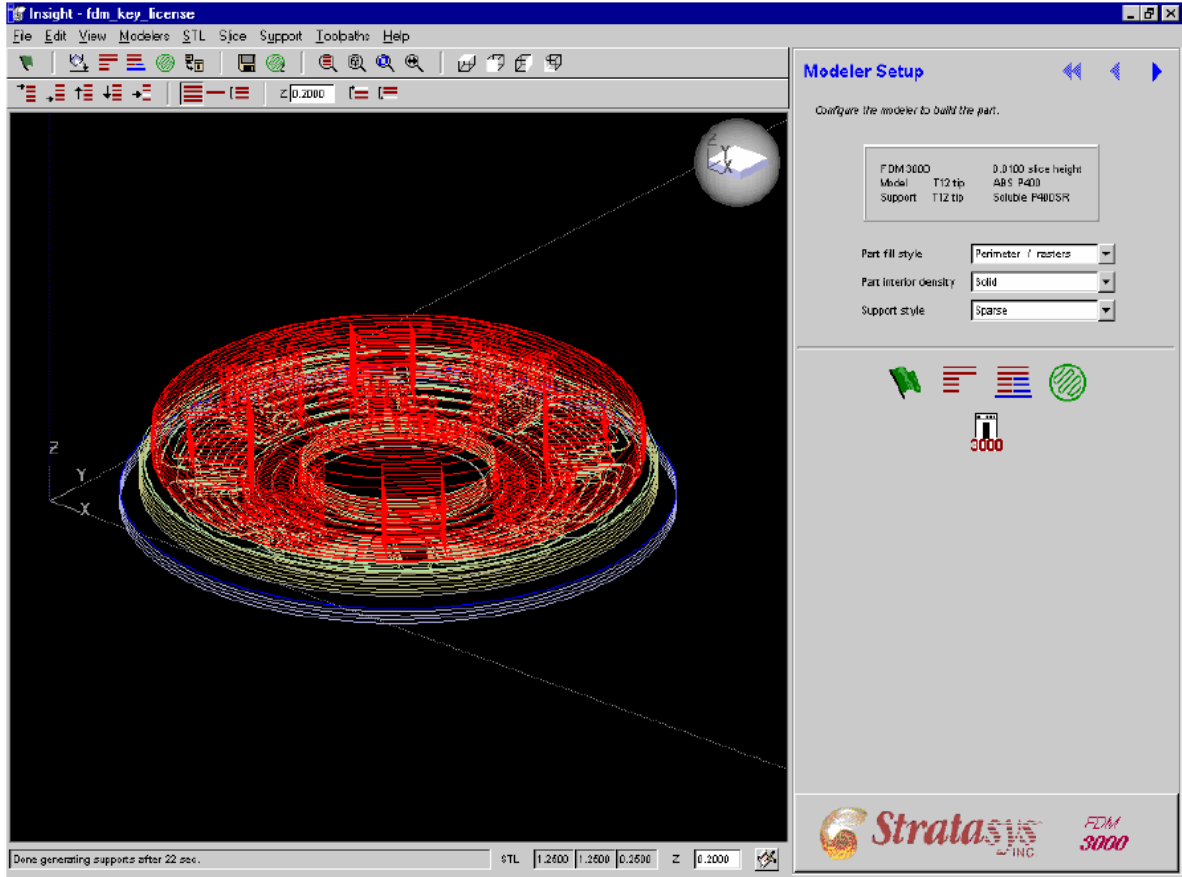 Insight - fdm_key_license
File Edit View Modelers STL Slice Support Toolpaths Help
Z 0.2000
Modeler Setup
Configure the modeler to build the part.
FDM 3000 0.0100 slice height
Model T12 tip ABS P400
Support T12 tip Soluble P400SR
Part fill style Perimeter / rasters
Part interior density Solid
Support style Sparse
3000
Z
Y
X
Z
Y
X
Stratasys INC.
FDM
3000
Done generating supports after 22 sec. STL 1.2500 1.2500 0.2500 Z 0.2000